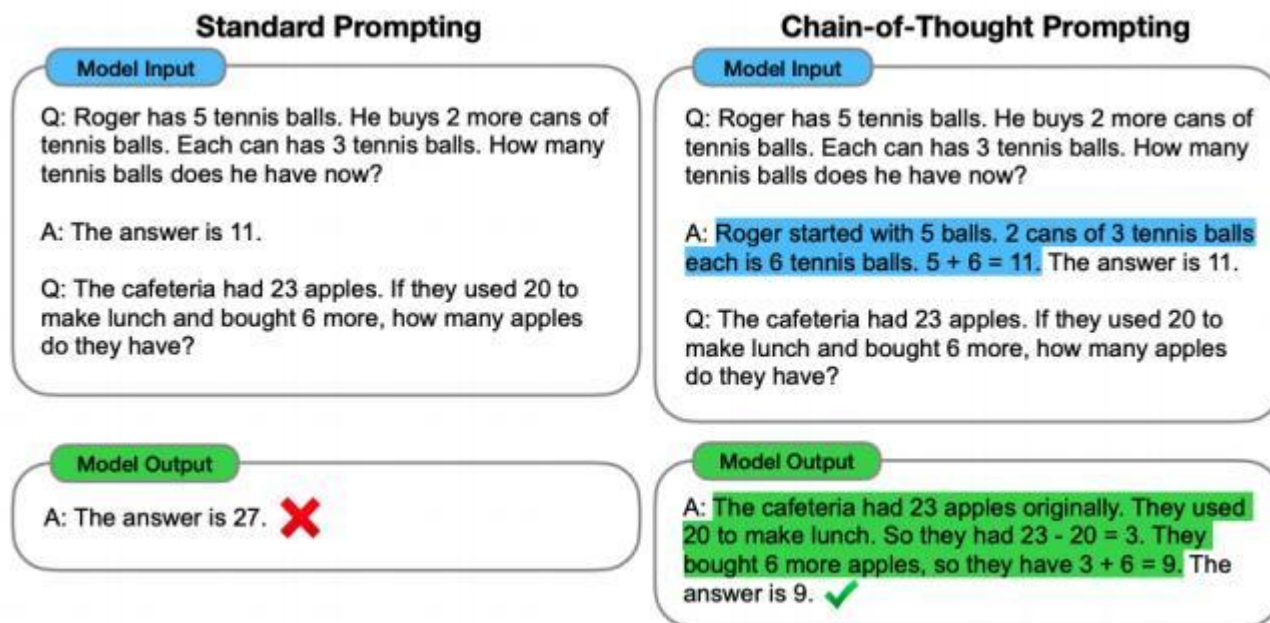 Standard Prompting
Model Input
Q: Roger has 5 tennis balls. He buys 2 more cans of
tennis balls. Each can has 3 tennis balls. How many
tennis balls does he have now?
A: The answer is 11.
Q: The cafeteria had 23 apples. If they used 20 to
make lunch and bought 6 more, how many apples
do they have?
Model Output
A: The answer is 27.
Chain-of-Thought Prompting
Model Input
Q: Roger has 5 tennis balls. He buys 2 more cans of
tennis balls. Each can has 3 tennis balls. How many
tennis balls does he have now?
A: Roger started with 5 balls. 2 cans of 3 tennis balls
each is 6 tennis balls. 5 + 6 = 11. The answer is 11.
Q: The cafeteria had 23 apples. If they used 20 to
make lunch and bought 6 more, how many apples
do they have?
Model Output
A: The cafeteria had 23 apples originally. They used
20 to make lunch. So they had 23 - 20 = 3. They
bought 6 more apples, so they have 3 + 6 = 9. The
answer is 9.